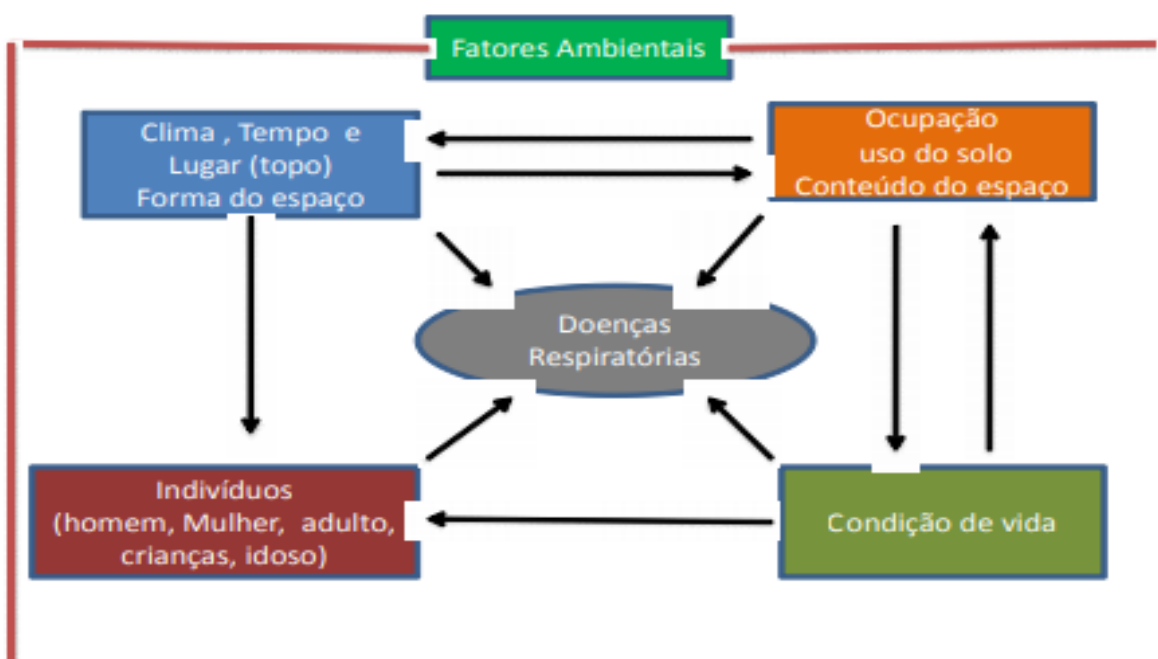 Fatores Ambientais
Clima , Tempo e
Lugar (topo)
Forma do espaço
Ocupação
uso do solo
Conteúdo do espaço
Doenças
Respiratórias
Indivíduos
(homem, Mulher, adulto,
crianças, idoso)
Condição de vida